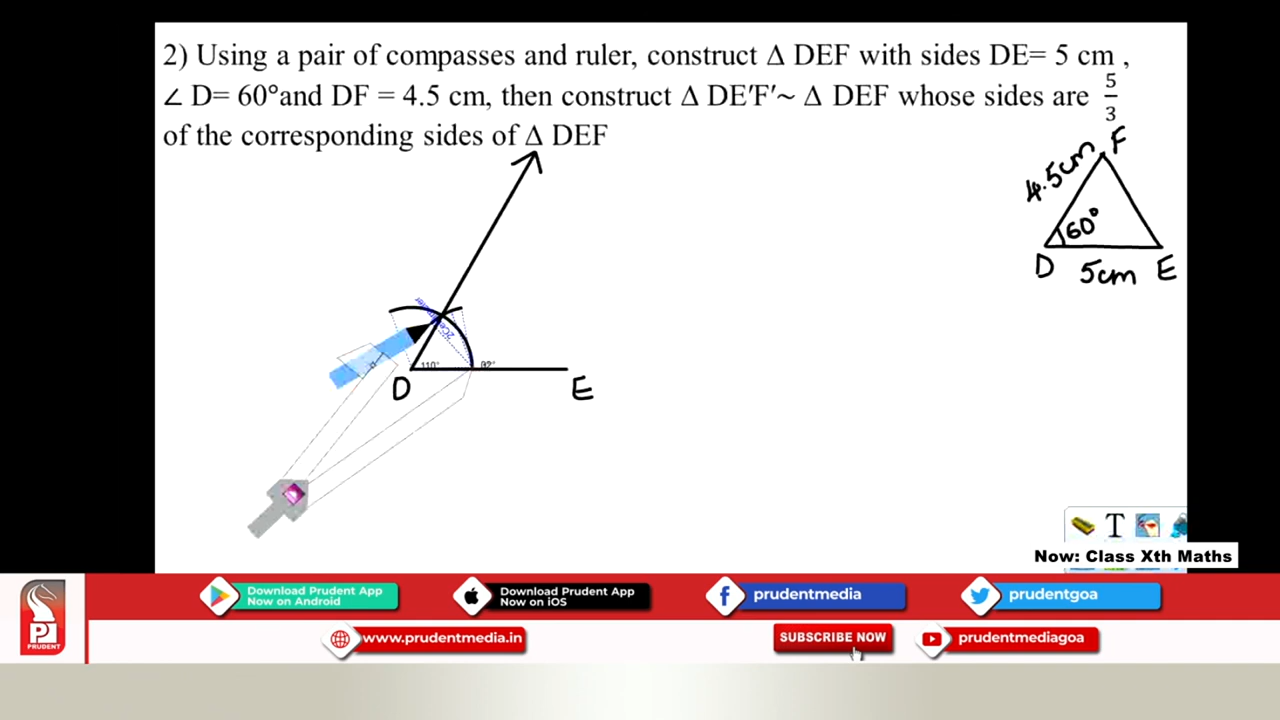 2) Using a pair of compasses and ruler, construct Δ DEF with sides DE= 5 cm ,
∠ D= 60°and DF = 4.5 cm, then construct Δ DE′F′~ Δ DEF whose sides are 5/3
of the corresponding sides of Δ DEF
F
4.5cm
60°
D 5cm E
110°
D E
T
Now: Class Xth Maths
Download Prudent App
Now on Android
Download Prudent App
Now on iOS
prudentmedia
prudentgoa
PRUDENT
www.prudentmedia.in
SUBSCRIBE NOW
prudentmediagoa